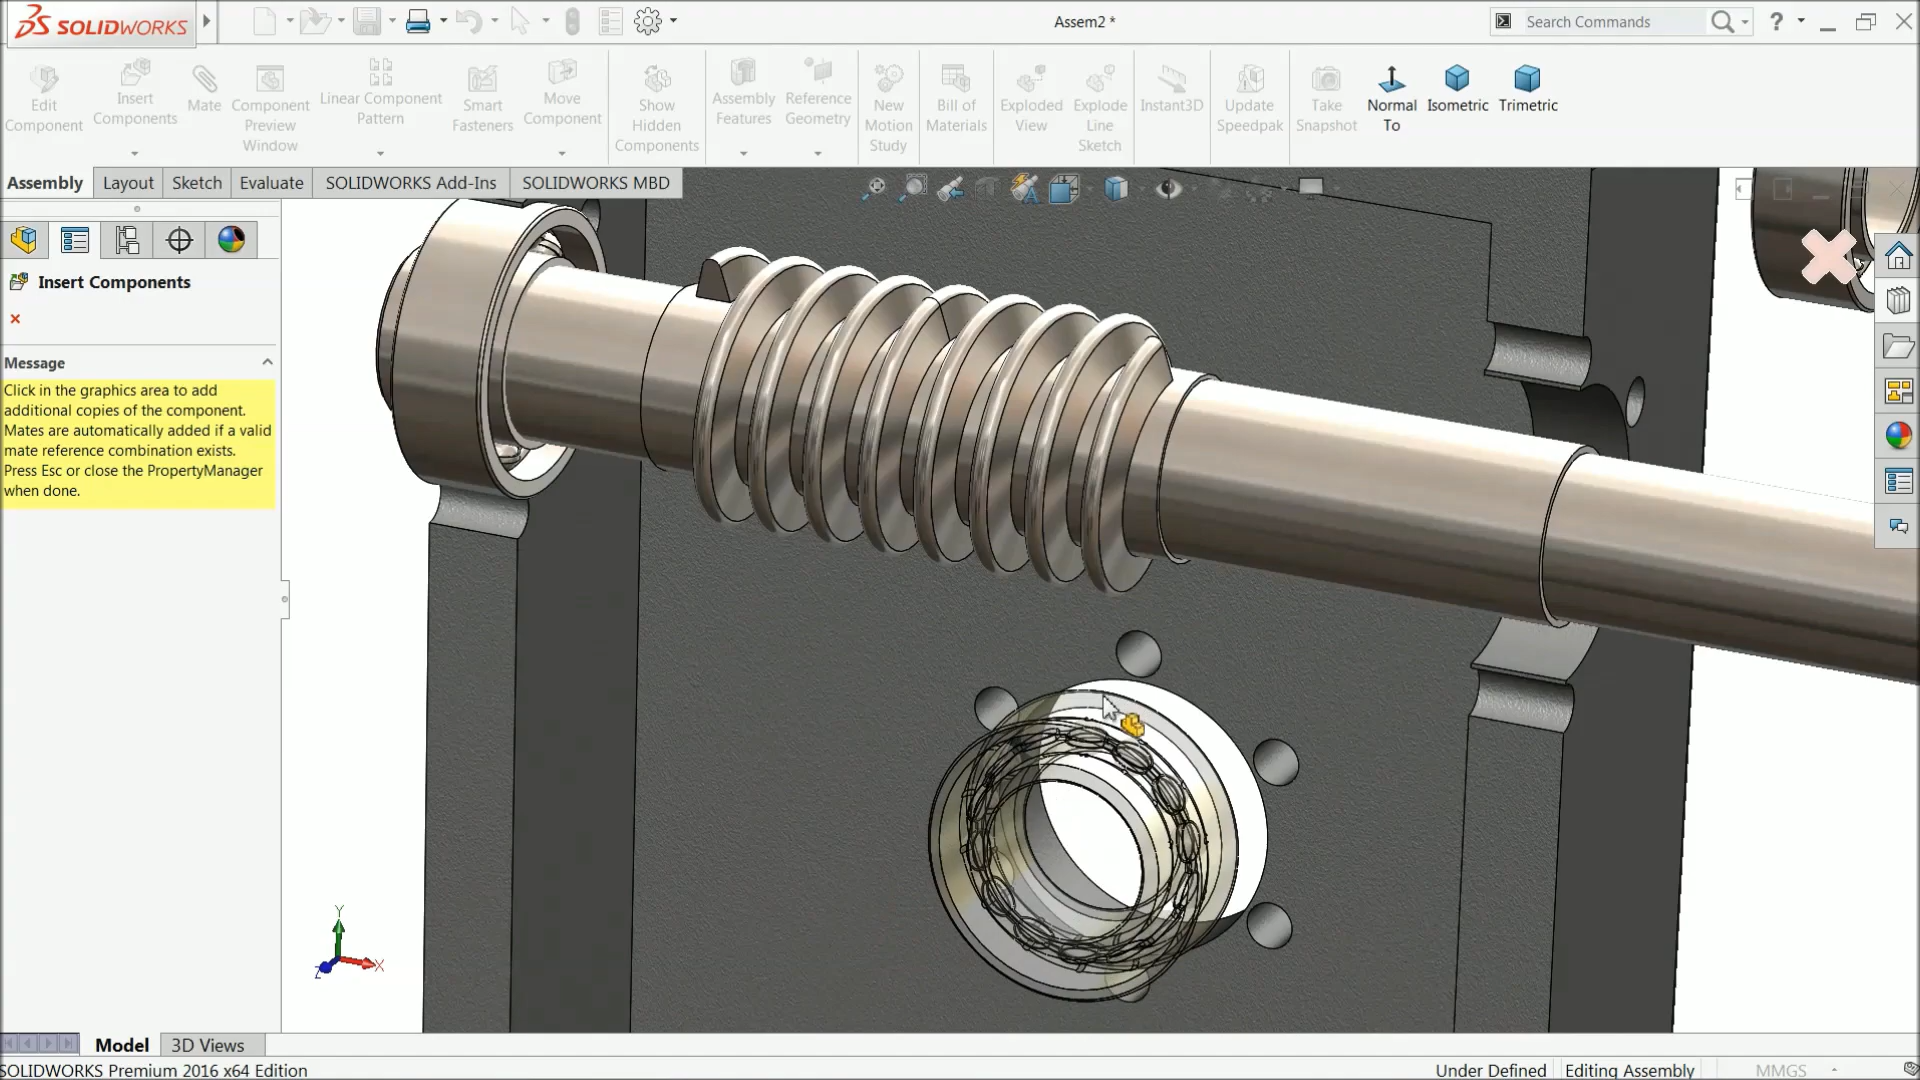 SOLIDWORKS
Assem2 *
Search Commands
?
Edit Component
Insert Components
Mate
Component Preview Window
Linear Component Pattern
Smart Fasteners
Move Component
Show Hidden Components
Assembly Features
Reference Geometry
New Motion Study
Bill of Materials
Exploded View
Explode Line Sketch
Instant3D
Update Speedpak
Take Snapshot
Normal To
Isometric
Trimetric
Assembly
Layout
Sketch
Evaluate
SOLIDWORKS Add-Ins
SOLIDWORKS MBD
Insert Components
Message
Click in the graphics area to add
additional copies of the component.
Mates are automatically added if a valid
mate reference combination exists.
Press Esc or close the PropertyManager
when done.
Y
X
Z
Model
3D Views
SOLIDWORKS Premium 2016 x64 Edition
Under Defined
Editing Assembly
MMGS